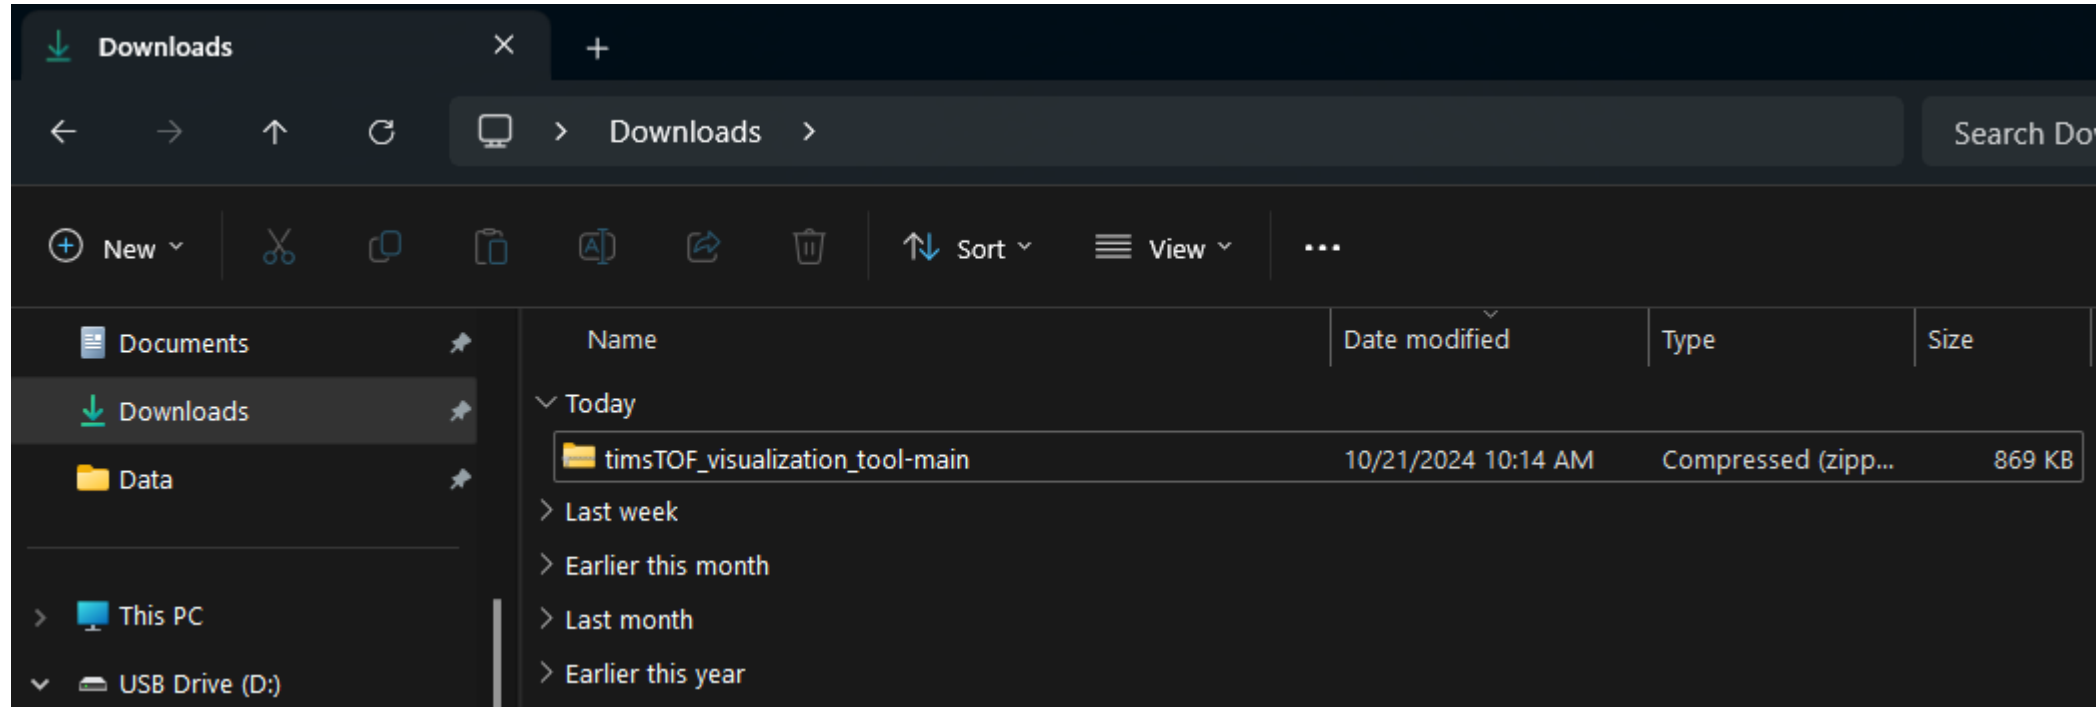 Downloads
Downloads
Search Do
New
Sort
View
Documents
Downloads
Data
This PC
USB Drive (D:)
Name Date modified Type Size
Today
timsTOF_visualization_tool-main 10/21/2024 10:14 AM Compressed (zipp... 869 KB
Last week
Earlier this month
Last month
Earlier this year